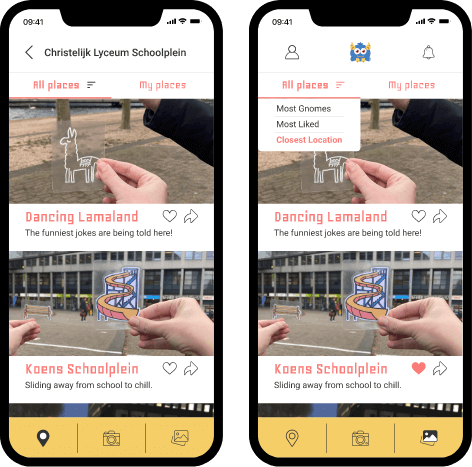 09:41
Christelijk Lyceum Schoolplein
All places
My places
Dancing Lamaland
The funniest jokes are being told here!
Koens Schoolplein
Sliding away from school to chill.
09:41
All places
My places
Most Gnomes
Most Liked
Closest Location
Dancing Lamaland
The funniest jokes are being told here!
Koens Schoolplein
Sliding away from school to chill.